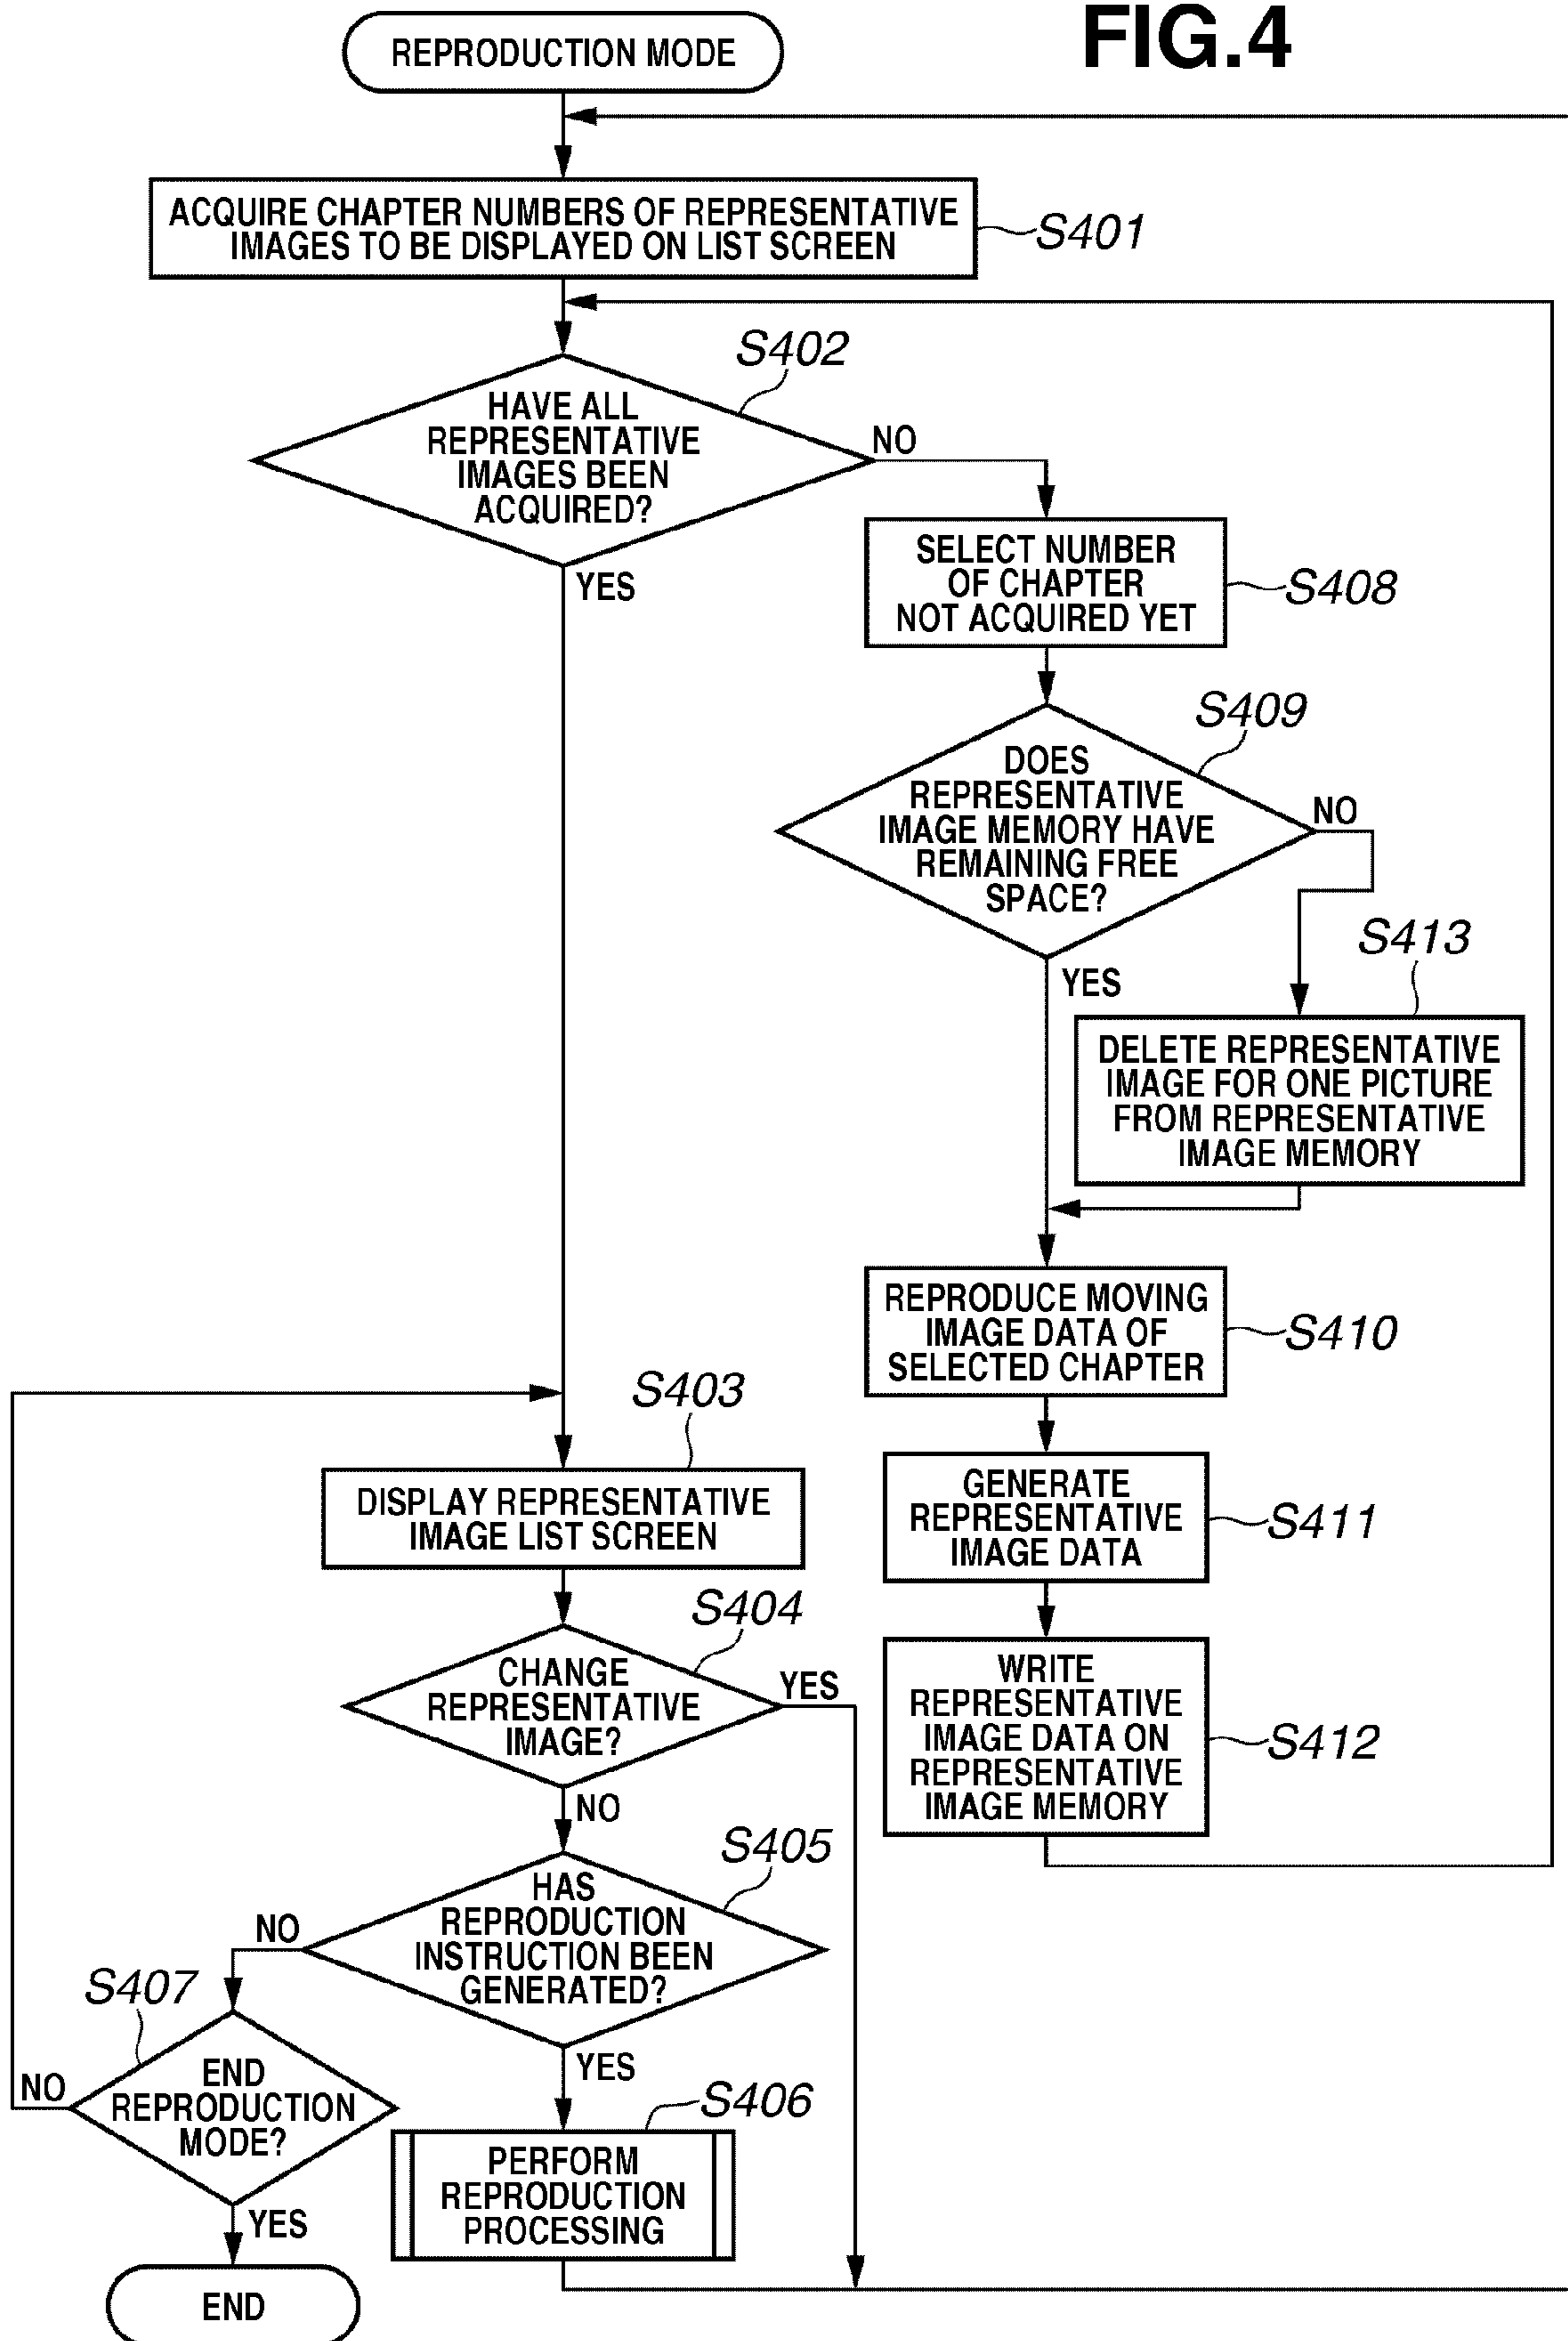 FIG.4
REPRODUCTION MODE
ACQUIRE CHAPTER NUMBERS OF REPRESENTATIVE
IMAGES TO BE DISPLAYED ON LIST SCREEN
S401
S402
HAVE ALL
REPRESENTATIVE
IMAGES BEEN
ACQUIRED?
NO
YES
SELECT NUMBER
OF CHAPTER
NOT ACQUIRED YET
S408
S409
DOES
REPRESENTATIVE
IMAGE MEMORY HAVE
REMAINING FREE
SPACE?
NO
YES
S413
DELETE REPRESENTATIVE
IMAGE FOR ONE PICTURE
FROM REPRESENTATIVE
IMAGE MEMORY
REPRODUCE MOVING
IMAGE DATA OF
SELECTED CHAPTER
S410
S403
DISPLAY REPRESENTATIVE
IMAGE LIST SCREEN
GENERATE
REPRESENTATIVE
IMAGE DATA
S411
S404
CHANGE
REPRESENTATIVE
IMAGE?
YES
NO
WRITE
REPRESENTATIVE
IMAGE DATA ON
REPRESENTATIVE
IMAGE MEMORY
S412
S405
HAS
REPRODUCTION
INSTRUCTION BEEN
GENERATED?
NO
YES
S407
END
REPRODUCTION
MODE?
NO
YES
S406
PERFORM
REPRODUCTION
PROCESSING
END